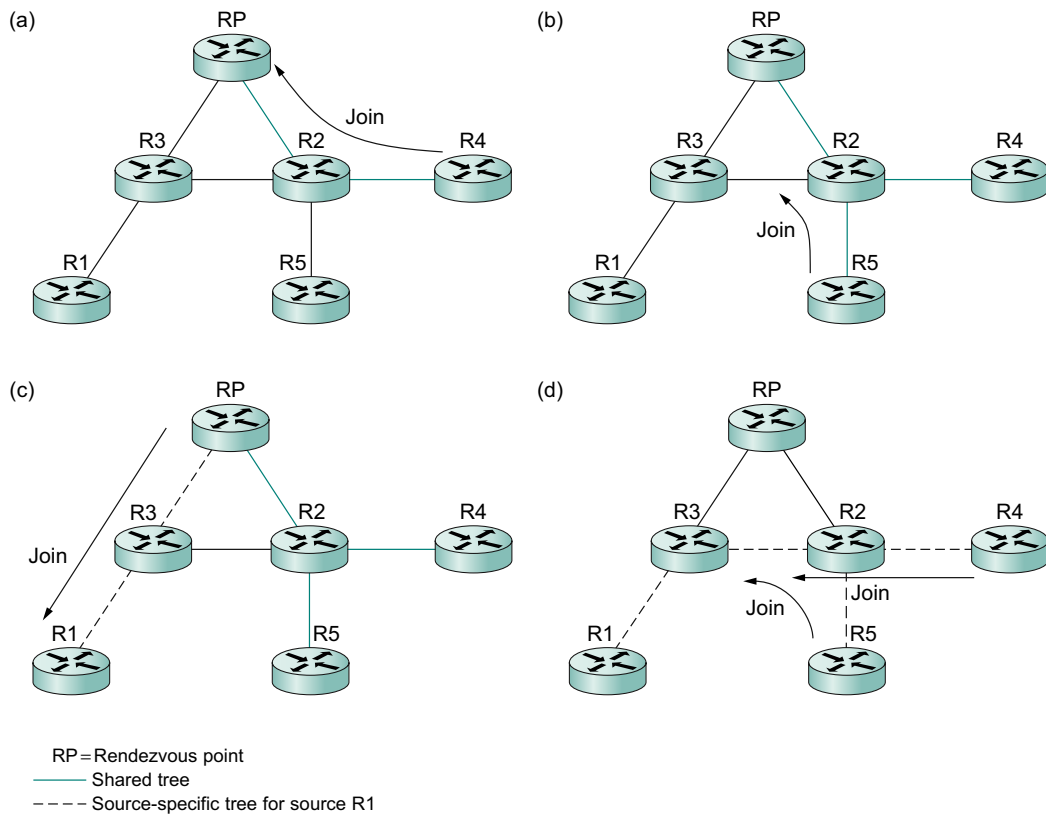 (a)
RP
Join
R3
R2
R4
R1
R5
(b)
RP
R3
R2
R4
Join
R1
R5
(c)
RP
R3
R2
R4
Join
R1
R5
(d)
RP
R3
R2
R4
Join
Join
R1
R5
RP=Rendezvous point
Shared tree
Source-specific tree for source R1